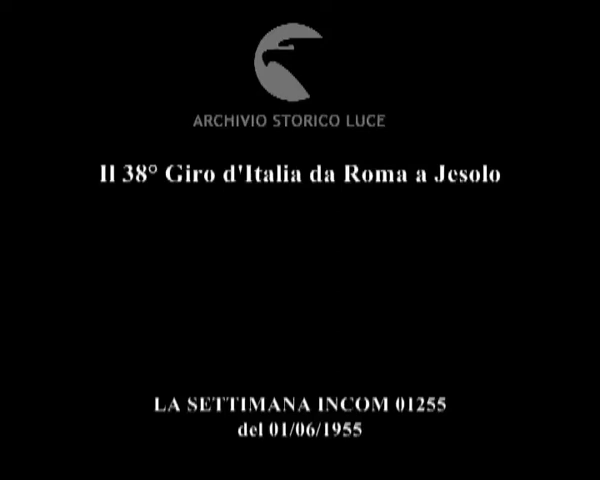 ARCHIVIO STORICO LUCE
Il 38° Giro d'Italia da Roma a Jesolo
LA SETTIMANA INCOM 01255
del 01/06/1955